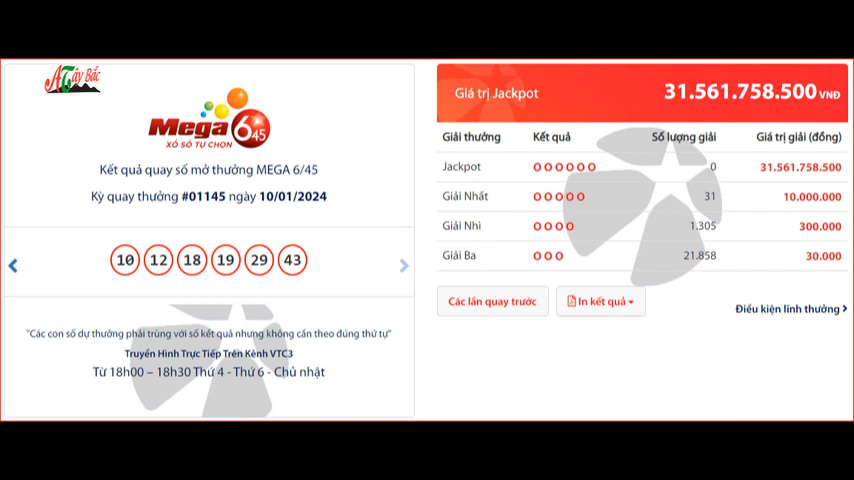 ATây Bắc
Mega 6/45
XỔ SỐ TỰ CHỌN
Kết quả quay số mở thưởng MEGA 6/45
Kỳ quay thưởng #01145 ngày 10/01/2024
10 12 18 19 29 43
"Các con số dự thưởng phải trùng với số kết quả nhưng không cần theo đúng thứ tự"
Truyền Hình Trực Tiếp Trên Kênh VTC3
Từ 18h00 – 18h30 Thứ 4 - Thứ 6 - Chủ nhật
Giá trị Jackpot 31.561.758.500 VNĐ
Giải thưởng Kết quả Số lượng giải Giá trị giải (đồng)
Jackpot O O O O O O 0 31.561.758.500
Giải Nhất O O O O O 31 10.000.000
Giải Nhì O O O O 1.305 300.000
Giải Ba O O O 21.858 30.000
Các lần quay trước In kết quả
Điều kiện lĩnh thưởng